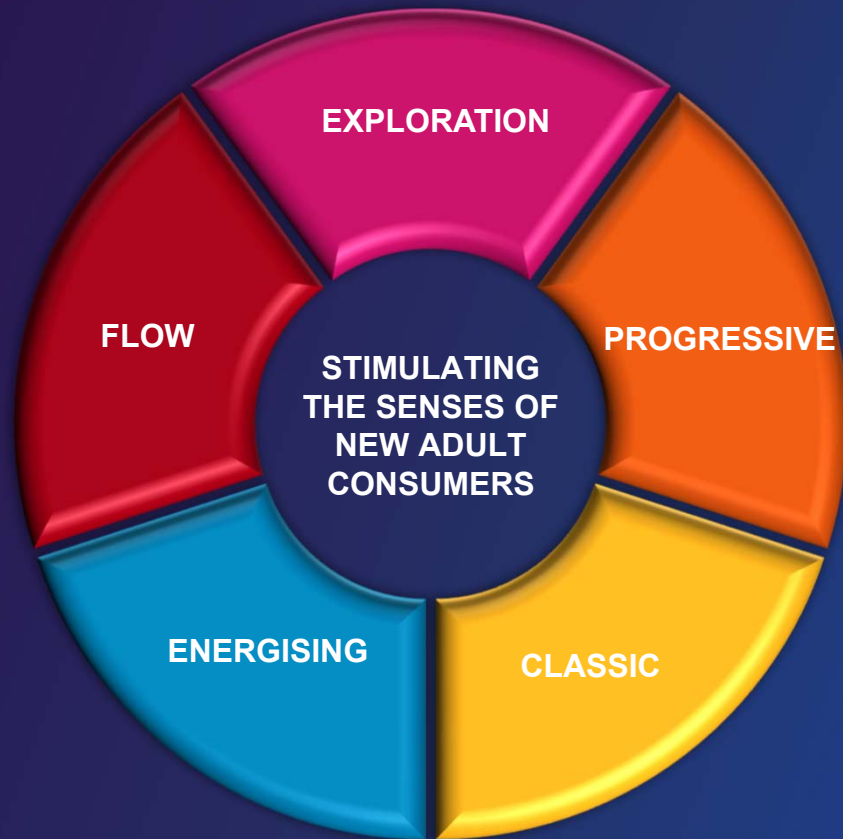 EXPLORATION
FLOW
PROGRESSIVE
STIMULATING
THE SENSES OF
NEW ADULT
CONSUMERS
ENERGISING
CLASSIC